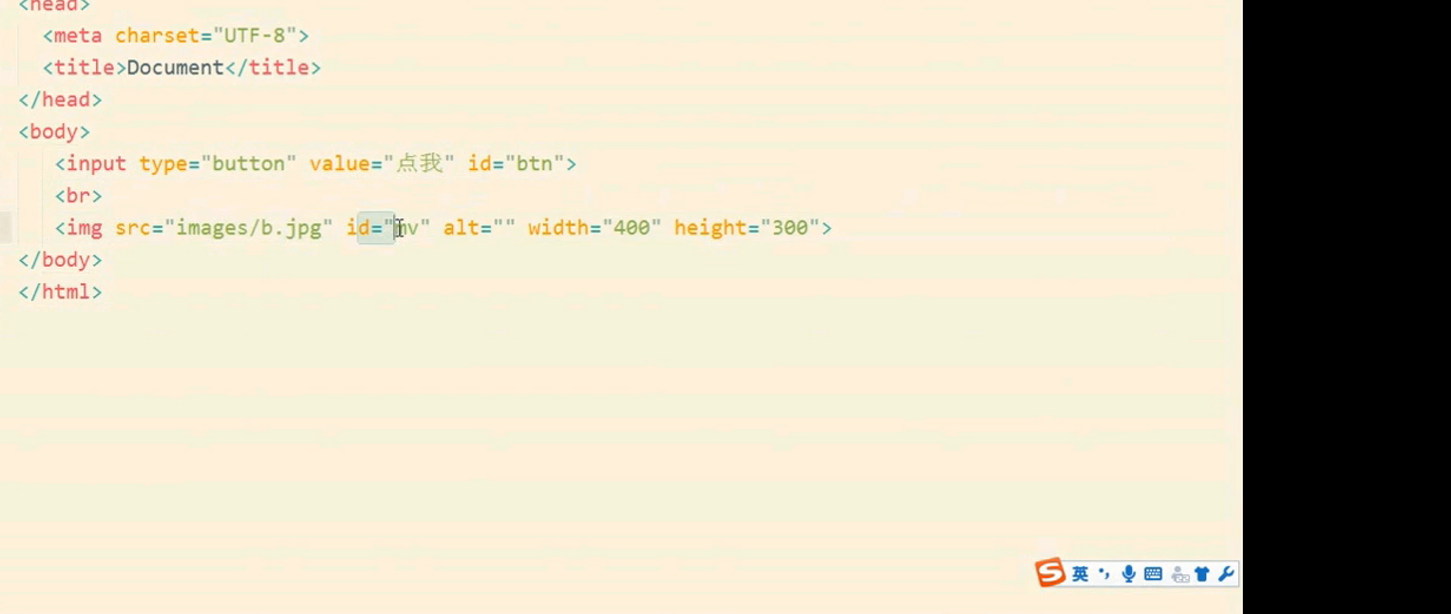 <head>
<meta charset="UTF-8">
<title>Document</title>
</head>
<body>
<input type="button" value="点我" id="btn">
<br>
<img src="images/b.jpg" id="mv" alt="" width="400" height="300">
</body>
</html>
S 英